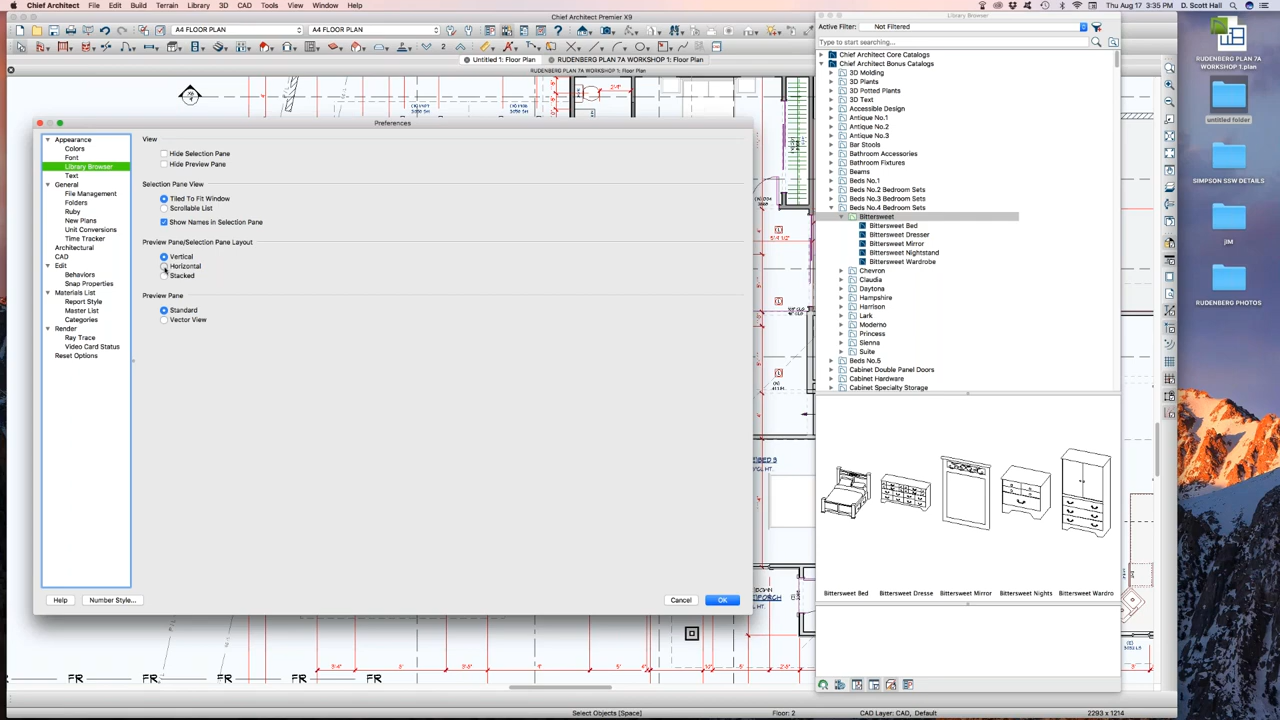 Chief Architect File Edit Build Terrain Library 3D CAD Tools View Window Help Thu Aug 17 3:35 PM D. Scott Hall
Chief Architect Premier X9
A4 FLOOR PLAN A4 FLOOR PLAN
Untitled 1: Floor Plan RUDENBERG PLAN 7A WORKSHOP 1: Floor Plan
RUDENBERG PLAN 7A WORKSHOP 1: Floor Plan
Preferences
Appearance
Colors
Font
Library Browser
Text
General
File Management
Folders
Ruby
New Plans
Unit Conversions
Time Tracker
Architectural
CAD
Edit
Behaviors
Snap Properties
Materials List
Report Style
Master List
Categories
Render
Ray Trace
Video Card Status
Reset Options
View
Hide Selection Pane
Hide Preview Pane
Selection Pane View
Tiled To Fit Window
Scrollable List
Show Names in Selection Pane
Preview Pane/Selection Pane Layout
Vertical
Horizontal
Stacked
Preview Pane
Standard
Vector View
Help Number Style... Cancel OK
Library Browser
Active Filter: Not Filtered
Type to start searching...
Chief Architect Core Catalogs
Chief Architect Bonus Catalogs
3D Molding
3D Plants
3D Potted Plants
3D Text
Accessible Design
Antique No.1
Antique No.2
Antique No.3
Bar Stools
Bathroom Accessories
Bathroom Fixtures
Beams
Beds No.1
Beds No.2 Bedroom Sets
Beds No.3 Bedroom Sets
Beds No.4 Bedroom Sets
Bittersweet
Bittersweet Bed
Bittersweet Dresser
Bittersweet Mirror
Bittersweet Nightstand
Bittersweet Wardrobe
Chevron
Claudia
Daytona
Hampshire
Harrison
Lark
Moderno
Princess
Sienna
Suite
Beds No.5
Cabinet Double Panel Doors
Cabinet Hardware
Cabinet Specialty Storage
Bittersweet Bed Bittersweet Dresse Bittersweet Mirror Bittersweet Nights Bittersweet Wardro
RUDENBERG PLAN 7A
WORKSHOP 1.plan
untitled folder
SIMPSON SSW DETAILS
JIM
RUDENBERG PHOTOS
FR FR FR FR FR
Select Objects [Space] Floor: 2 CAD Layer: CAD, Default 2293 x 1214